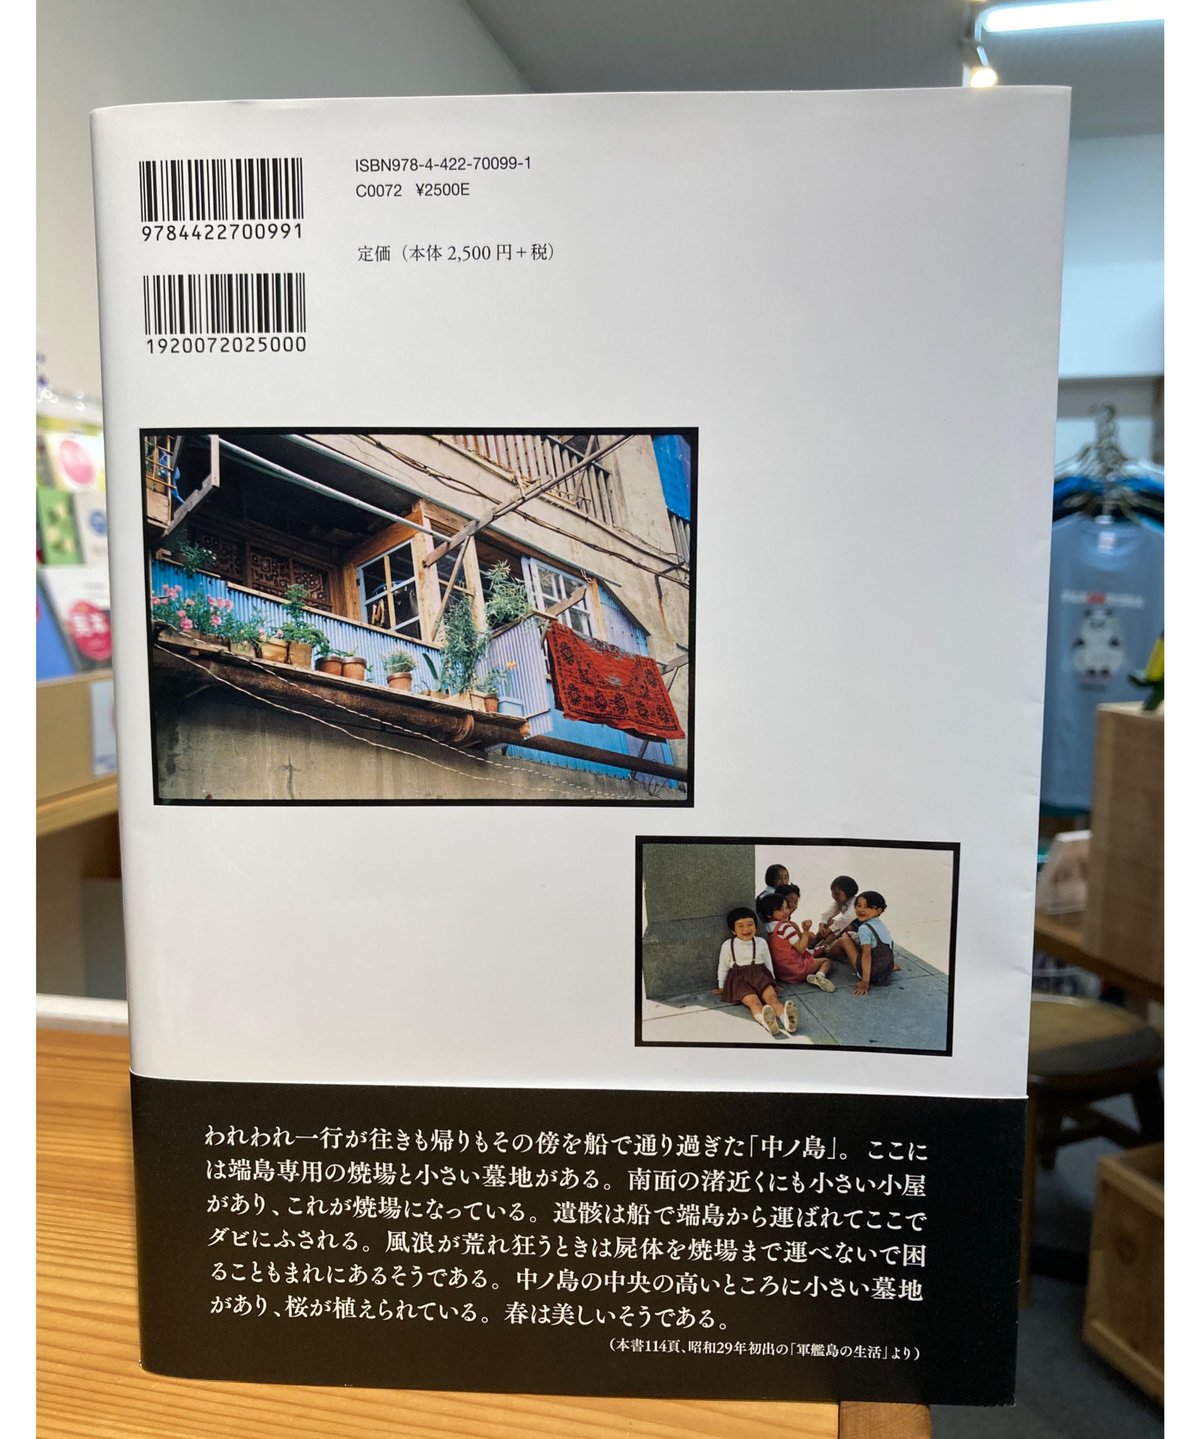 ISBN978-4-422-70099-1
C0072 ¥2500E
9784422700991
定価（本体 2,500 円＋税）
1920072025000
われわれ一行が往きも帰りもその傍を船で通り過ぎた「中ノ島」。ここに
は端島専用の焼場と小さい墓地がある。南面の渚近くにも小さい小屋
があり、これが焼場になっている。遺骸は船で端島から運ばれてここで
ダビにふされる。風浪が荒れ狂うときは屍体を焼場まで運べないで困
ることもまれにあるそうである。中ノ島の中央の高いところに小さい墓地
があり、桜が植えられている。春は美しいそうである。
（本書114頁、昭和29年初出の「軍艦島の生活」より）